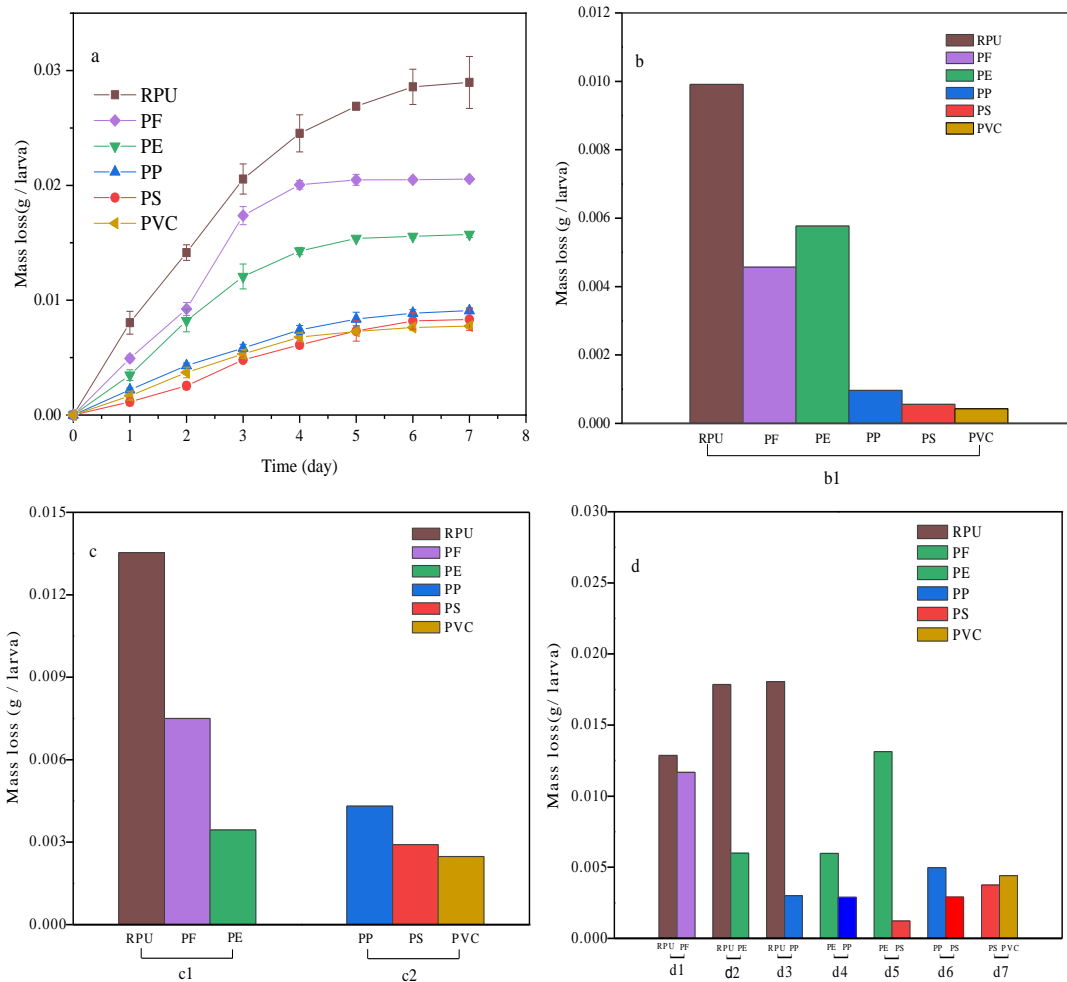 a
0.03
0.02
0.01
0.00
Mass loss(g / larva)
RPU
PF
PE
PP
PS
PVC
0 1 2 3 4 5 6 7 8
Time (day)
b
0.012
0.010
0.008
0.006
0.004
0.002
0.000
Mass loss (g / larva)
RPU
PF
PE
PP
PS
PVC
RPU PF PE PP PS PVC
b1
c
0.015
0.012
0.009
0.006
0.003
0.000
Mass loss (g / larva)
RPU
PF
PE
PP
PS
PVC
RPU PF PE PP PS PVC
c1 c2
d
0.030
0.025
0.020
0.015
0.010
0.005
0.000
Mass loss(g/ larva)
RPU
PF
PE
PP
PS
PVC
RPU PF RPU PE RPU PP PE PP PE PS PP PS PS PVC
d1 d2 d3 d4 d5 d6 d7